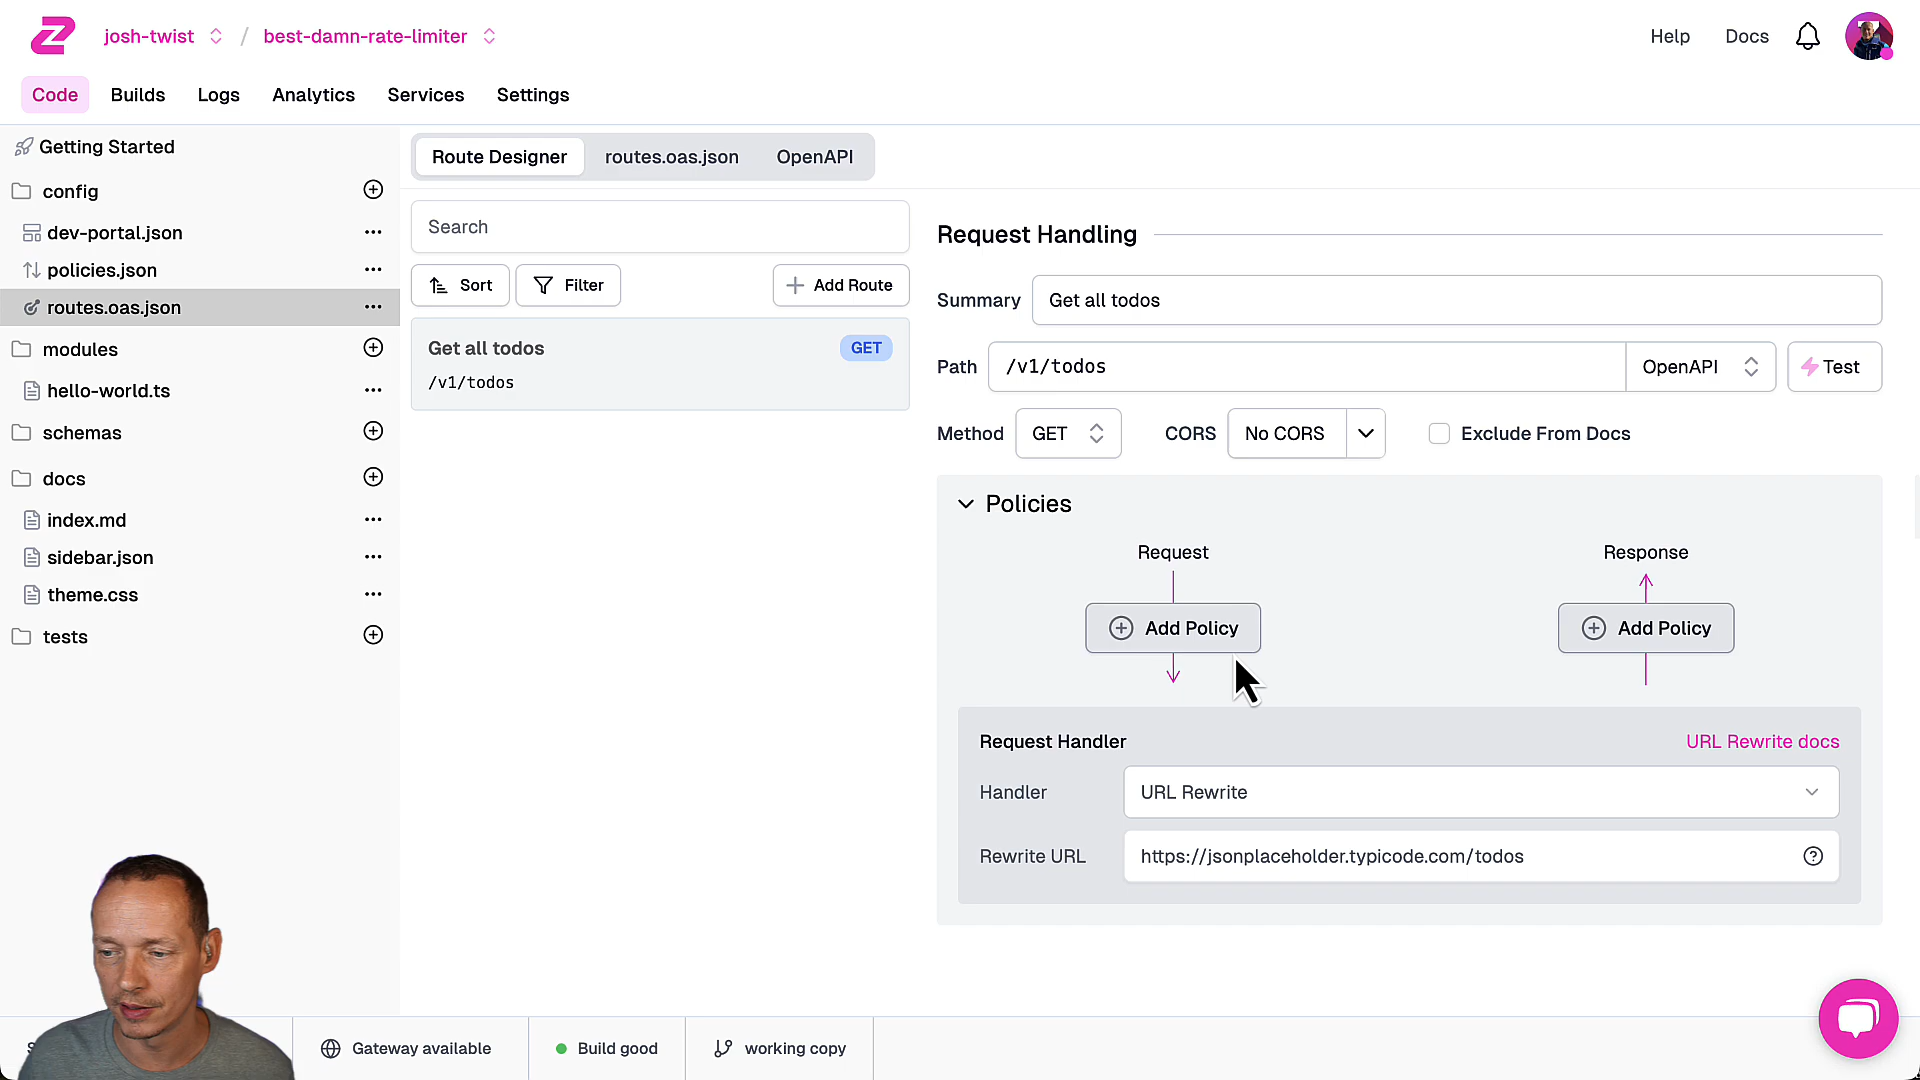 josh-twist / best-damn-rate-limiter
Help
Docs
Code
Builds
Logs
Analytics
Services
Settings
Getting Started
config
dev-portal.json
policies.json
routes.oas.json
modules
hello-world.ts
schemas
docs
index.md
sidebar.json
theme.css
tests
Route Designer
routes.oas.json
OpenAPI
Search
Sort
Filter
Add Route
Get all todos
GET
/v1/todos
Request Handling
Summary
Get all todos
Path
/v1/todos
OpenAPI
Test
Method
GET
CORS
No CORS
Exclude From Docs
Policies
Request
Response
Add Policy
Add Policy
Request Handler
URL Rewrite docs
Handler
URL Rewrite
Rewrite URL
https://jsonplaceholder.typicode.com/todos
Gateway available
Build good
working copy